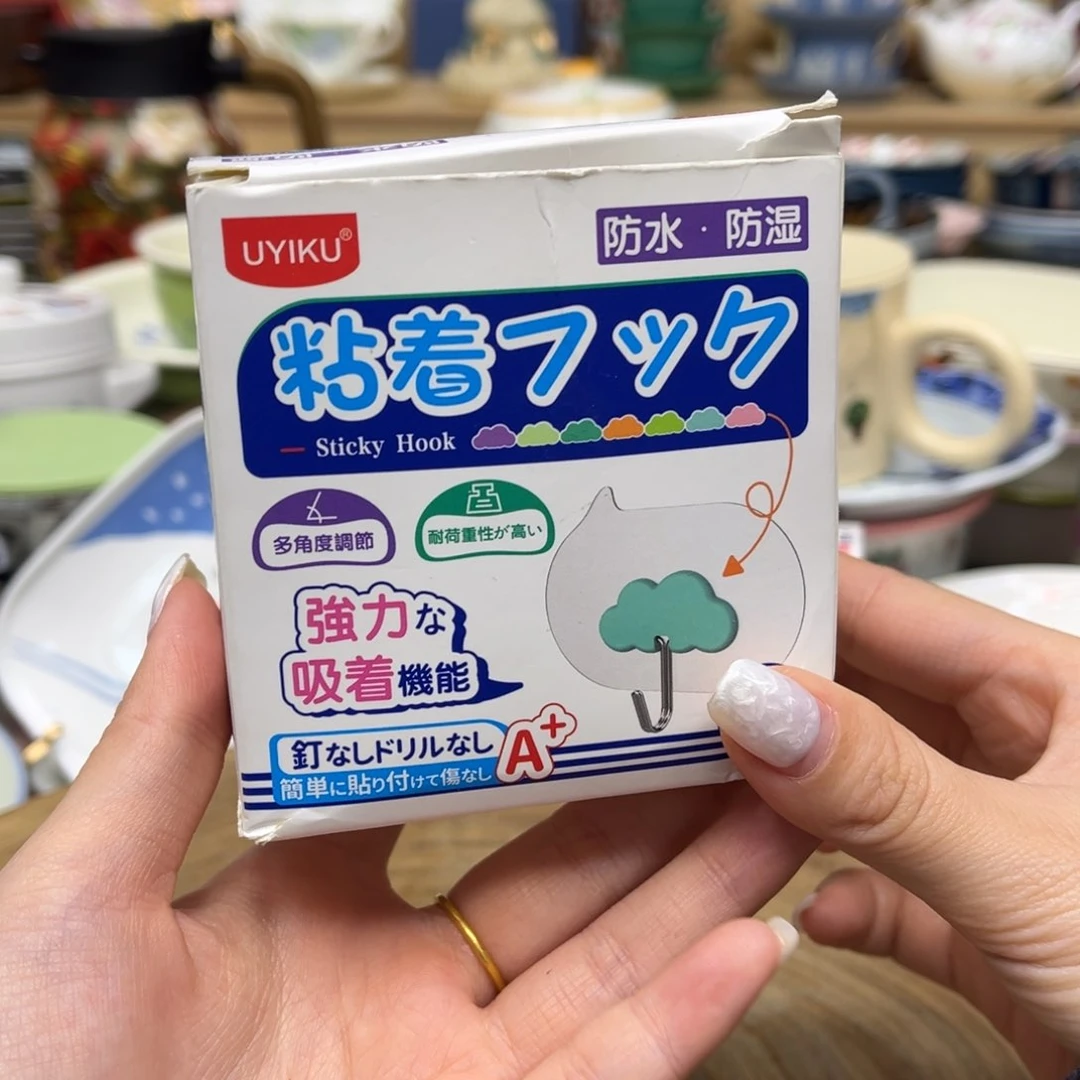 UYIKU®
防水・防湿
粘着フック
Sticky Hook
多角度調節
耐荷重性が高い
強力な
吸着機能
釘なしドリルなし
簡単に貼り付けて傷なし
A+